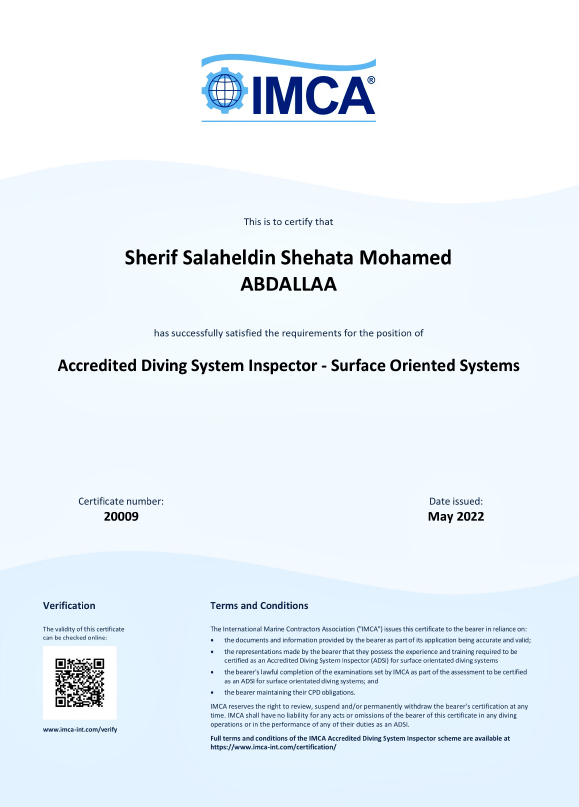 IMCA®
This is to certify that
Sherif Salaheldin Shehata Mohamed
ABDALLAA
has successfully satisfied the requirements for the position of
Accredited Diving System Inspector - Surface Oriented Systems
Certificate number:
20009
Date issued:
May 2022
Verification
The validity of this certificate
can be checked online:
www.imca-int.com/verify
Terms and Conditions
The International Marine Contractors Association ("IMCA") issues this certificate to the bearer in reliance on:
• the documents and information provided by the bearer as part of its application being accurate and valid;
• the representations made by the bearer that they possess the experience and training required to be
certified as an Accredited Diving System Inspector (ADSI) for surface orientated diving systems
• the bearer's lawful completion of the examinations set by IMCA as part of the assessment to be certified
as an ADSI for surface orientated diving systems; and
• the bearer maintaining their CPD obligations.
IMCA reserves the right to review, suspend and/or permanently withdraw the bearer's certification at any
time. IMCA shall have no liability for any acts or omissions of the bearer of this certificate in any diving
operations or in the performance of any of their duties as an ADSI.
Full terms and conditions of the IMCA Accredited Diving System Inspector scheme are available at
https://www.imca-int.com/certification/